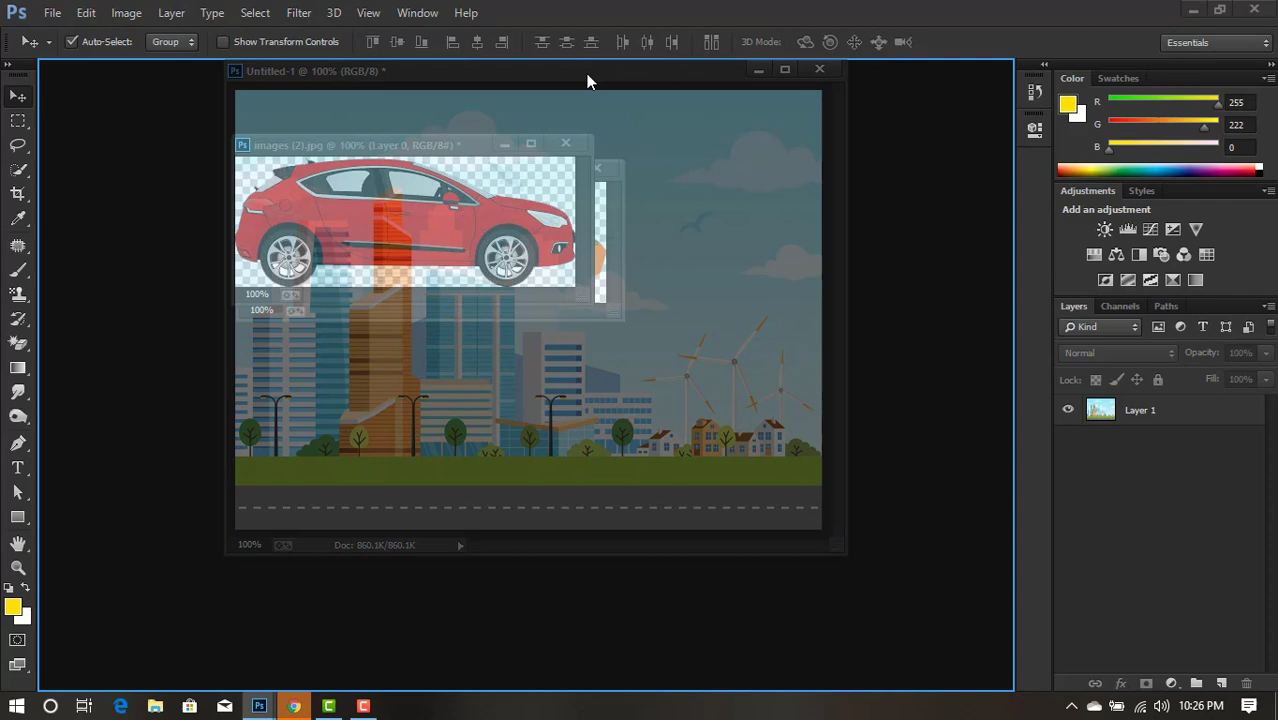 Ps File Edit Image Layer Type Select Filter 3D View Window Help
Auto-Select: Group Show Transform Controls 3D Mode: Essentials
Ps Untitled-1 @ 100% (RGB/8) *
Ps images (2).jpg @ 100% (Layer 0, RGB/8#) *
100%
100%
100% Doc: 860.1K/860.1K
Color Swatches
R 255
G 222
B 0
Adjustments Styles
Add an adjustment
Layers Channels Paths
Kind
Normal Opacity: 100%
Lock: Fill: 100%
Layer 1
Ps 10:26 PM